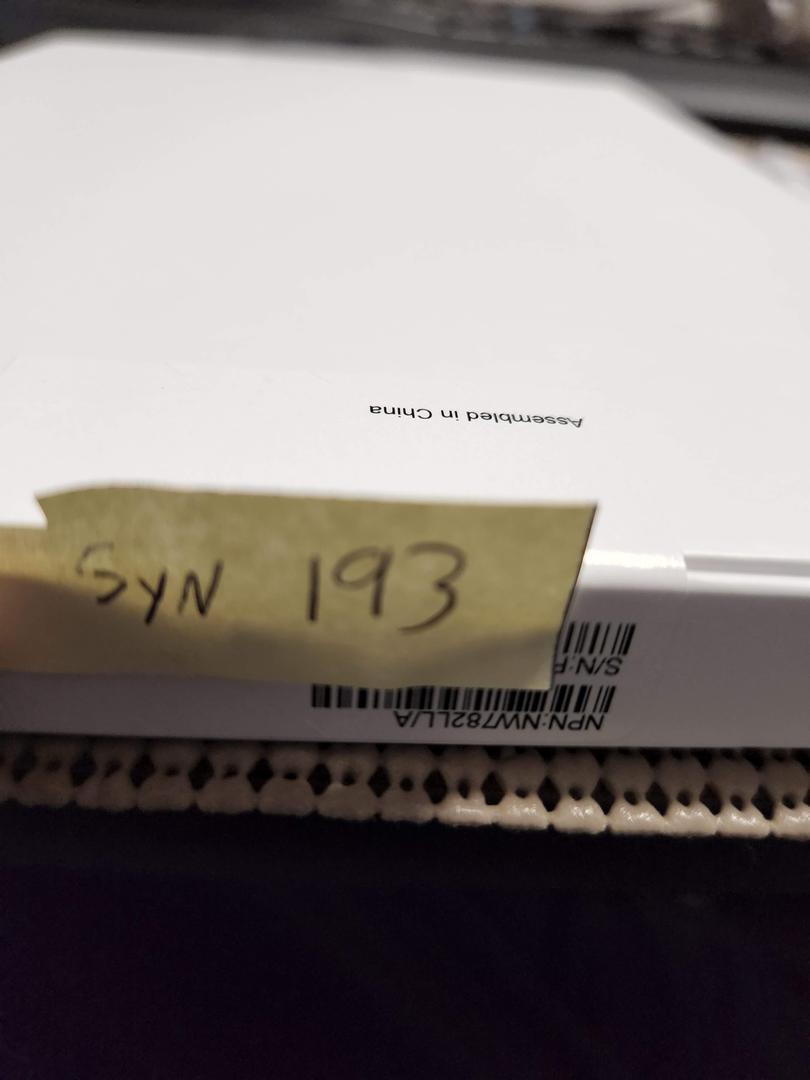 Assembled in China
SYN 193
S/N:F
NPN:NW782LL/A